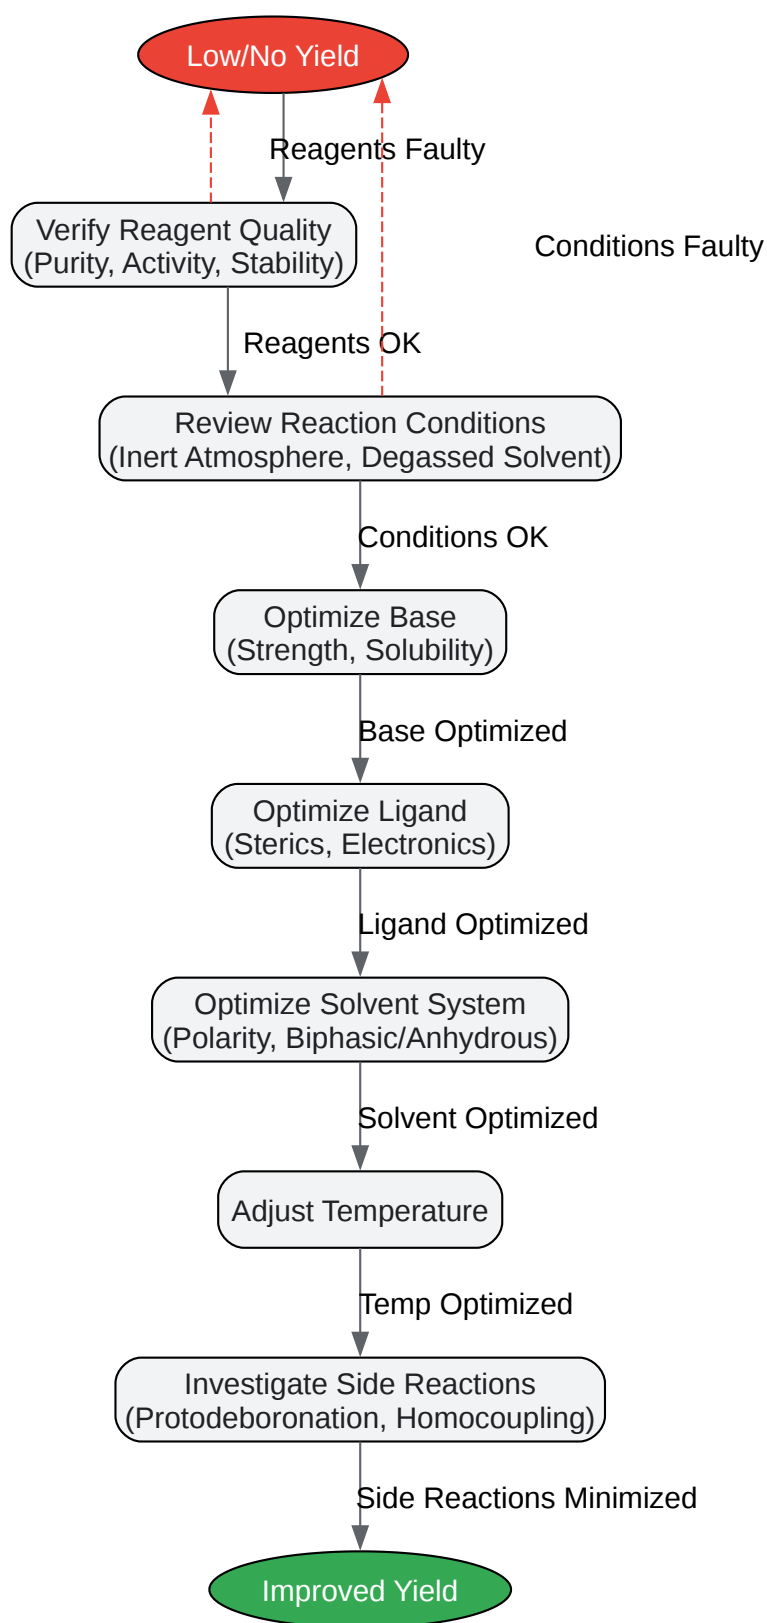 Low/No Yield
Reagents Faulty
Verify Reagent Quality
(Purity, Activity, Stability)
Conditions Faulty
Reagents OK
Review Reaction Conditions
(Inert Atmosphere, Degassed Solvent)
Conditions OK
Optimize Base
(Strength, Solubility)
Base Optimized
Optimize Ligand
(Sterics, Electronics)
Ligand Optimized
Optimize Solvent System
(Polarity, Biphasic/Anhydrous)
Solvent Optimized
Adjust Temperature
Temp Optimized
Investigate Side Reactions
(Protodeboronation, Homocoupling)
Side Reactions Minimized
Improved Yield